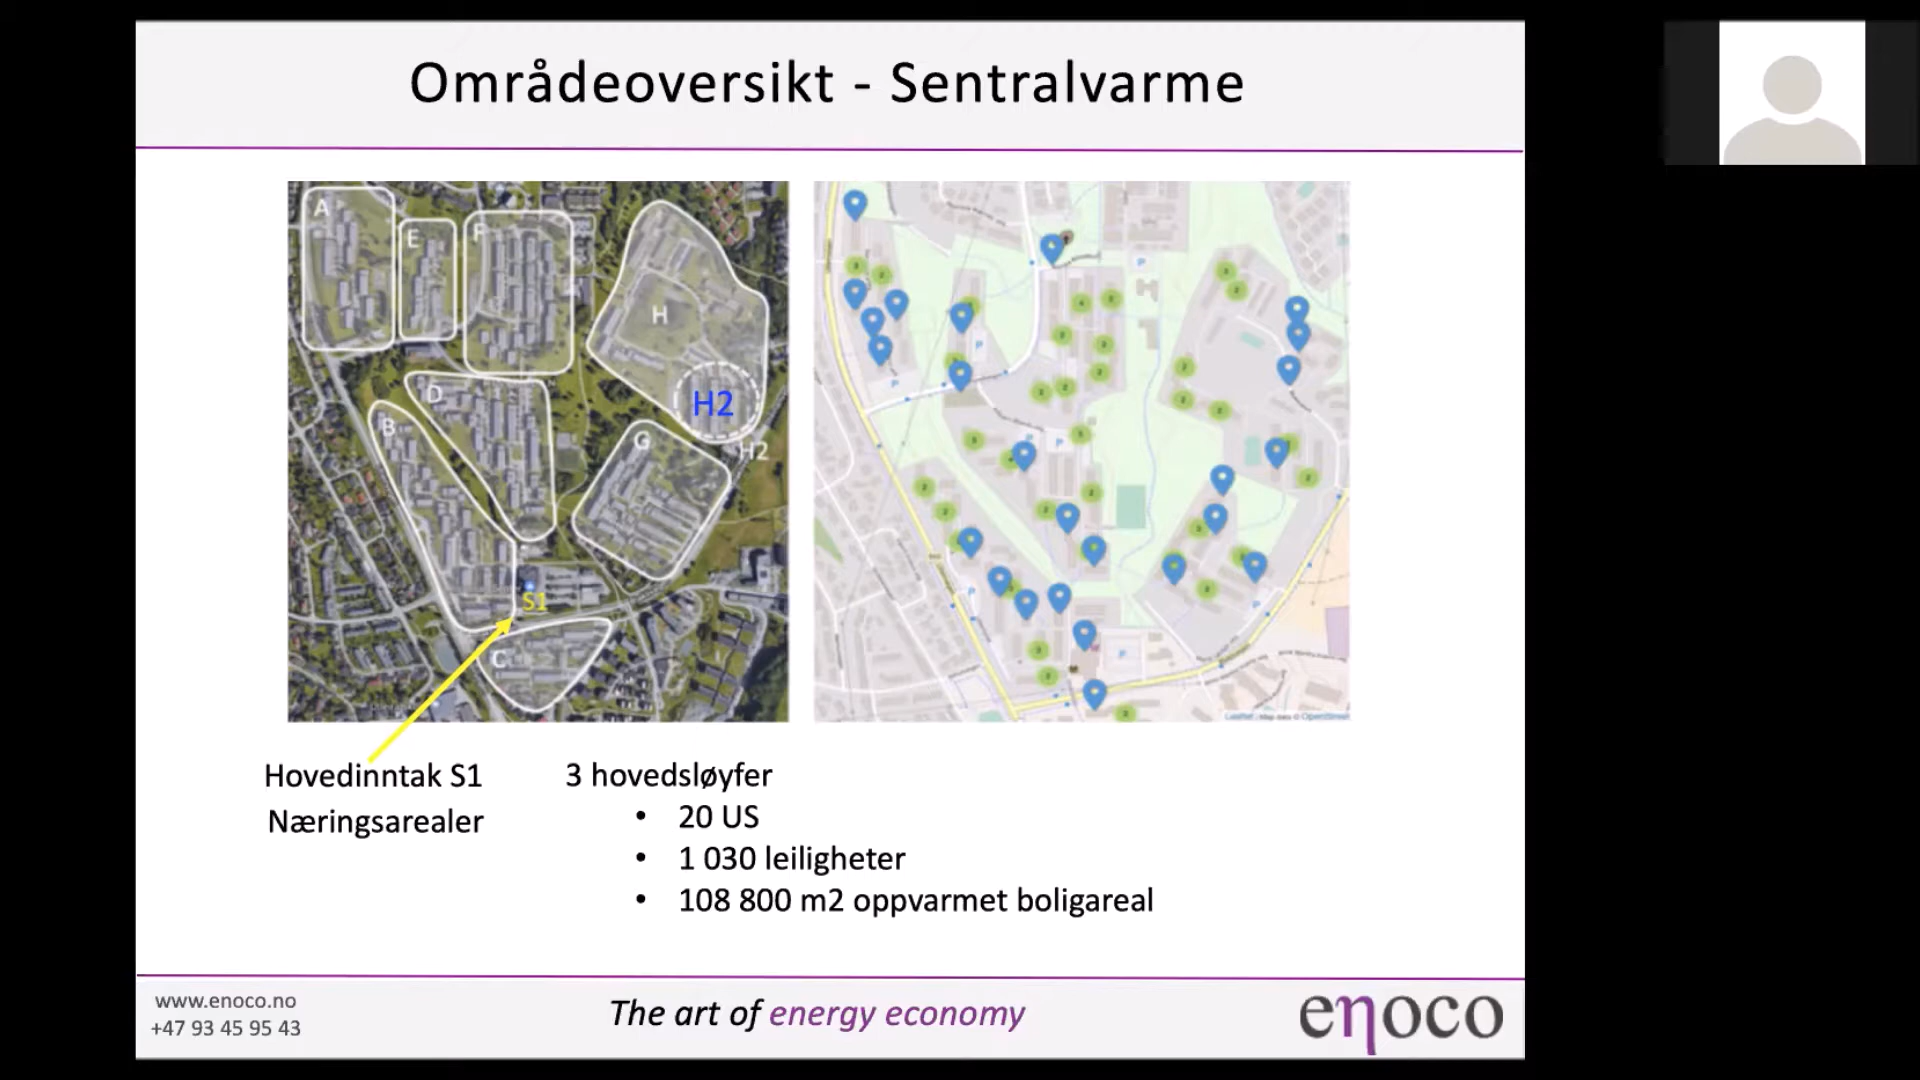 Områdeoversikt - Sentralvarme
A
E
F
H
H2
D
B
G
H2
S1
C
Hovedinntak S1
Næringsarealer
3 hovedsløyfer
• 20 US
• 1 030 leiligheter
• 108 800 m2 oppvarmet boligareal
www.enoco.no
+47 93 45 95 43
The art of energy economy
enoco